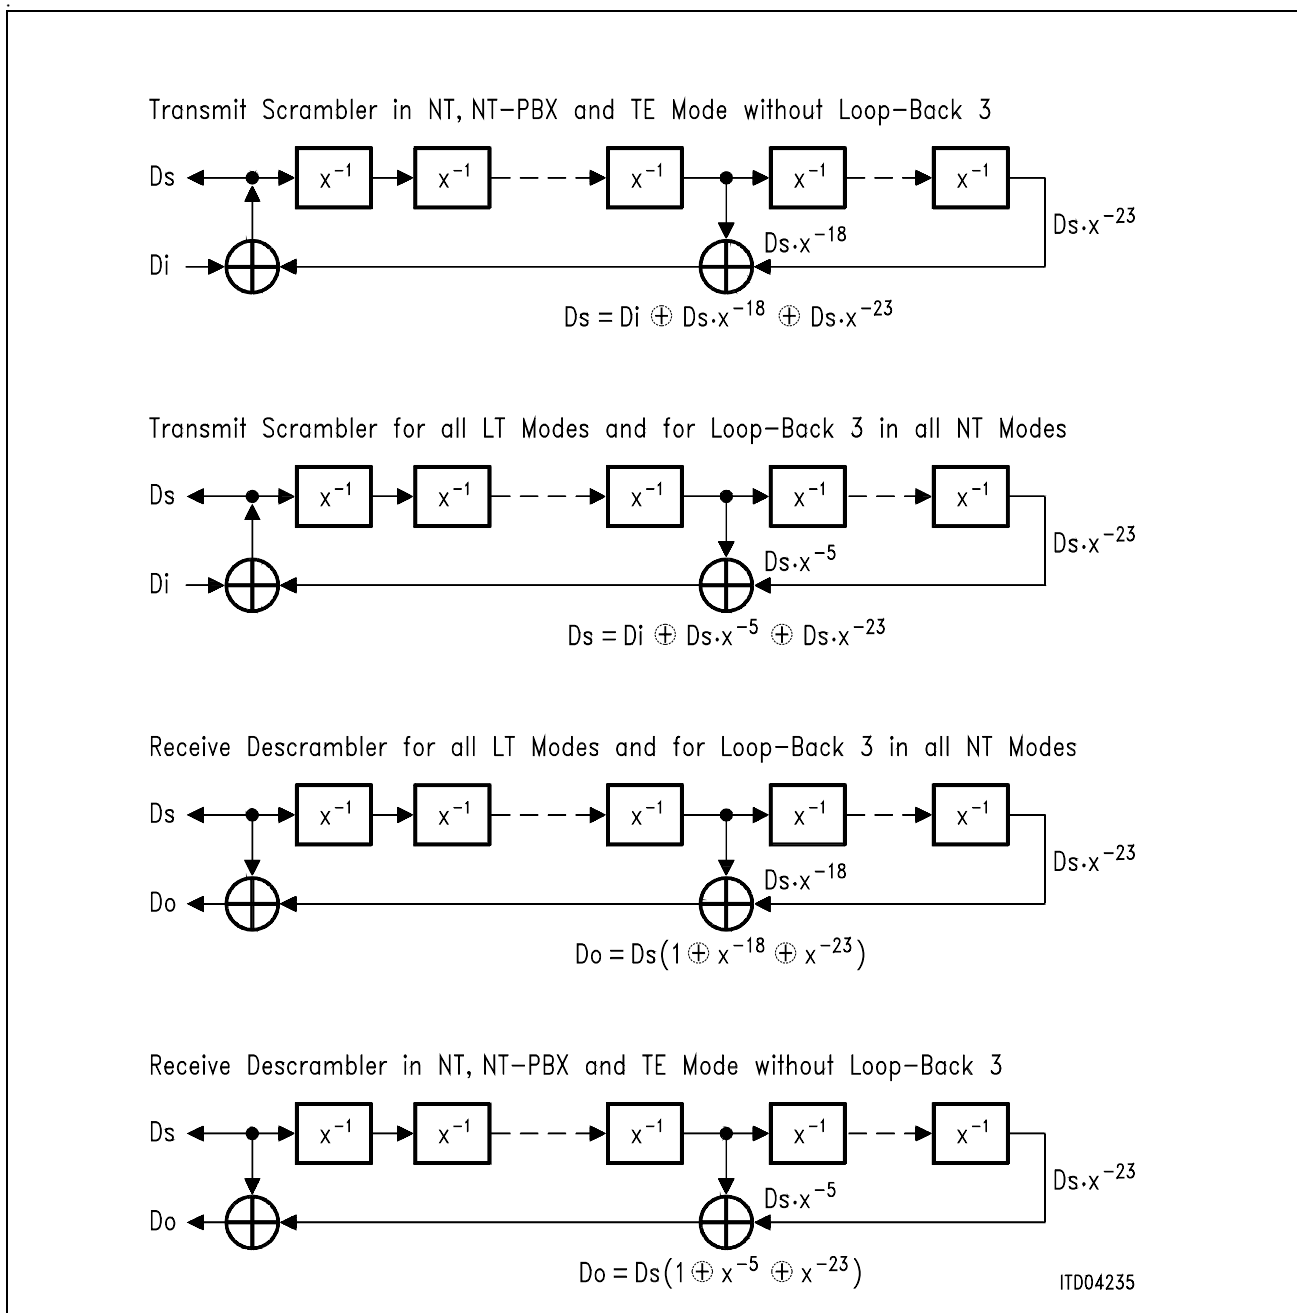 Transmit Scrambler in NT, NT-PBX and TE Mode without Loop-Back 3
Ds x⁻¹ x⁻¹ x⁻¹ x⁻¹ x⁻¹
Ds·x⁻²³
Ds·x⁻¹⁸
Di
Ds = Di ⊕ Ds·x⁻¹⁸ ⊕ Ds·x⁻²³
Transmit Scrambler for all LT Modes and for Loop-Back 3 in all NT Modes
Ds x⁻¹ x⁻¹ x⁻¹ x⁻¹ x⁻¹
Ds·x⁻²³
Ds·x⁻⁵
Di
Ds = Di ⊕ Ds·x⁻⁵ ⊕ Ds·x⁻²³
Receive Descrambler for all LT Modes and for Loop-Back 3 in all NT Modes
Ds x⁻¹ x⁻¹ x⁻¹ x⁻¹ x⁻¹
Ds·x⁻²³
Ds·x⁻¹⁸
Do
Do = Ds(1 ⊕ x⁻¹⁸ ⊕ x⁻²³)
Receive Descrambler in NT, NT-PBX and TE Mode without Loop-Back 3
Ds x⁻¹ x⁻¹ x⁻¹ x⁻¹ x⁻¹
Ds·x⁻²³
Ds·x⁻⁵
Do
Do = Ds(1 ⊕ x⁻⁵ ⊕ x⁻²³)
ITD04235